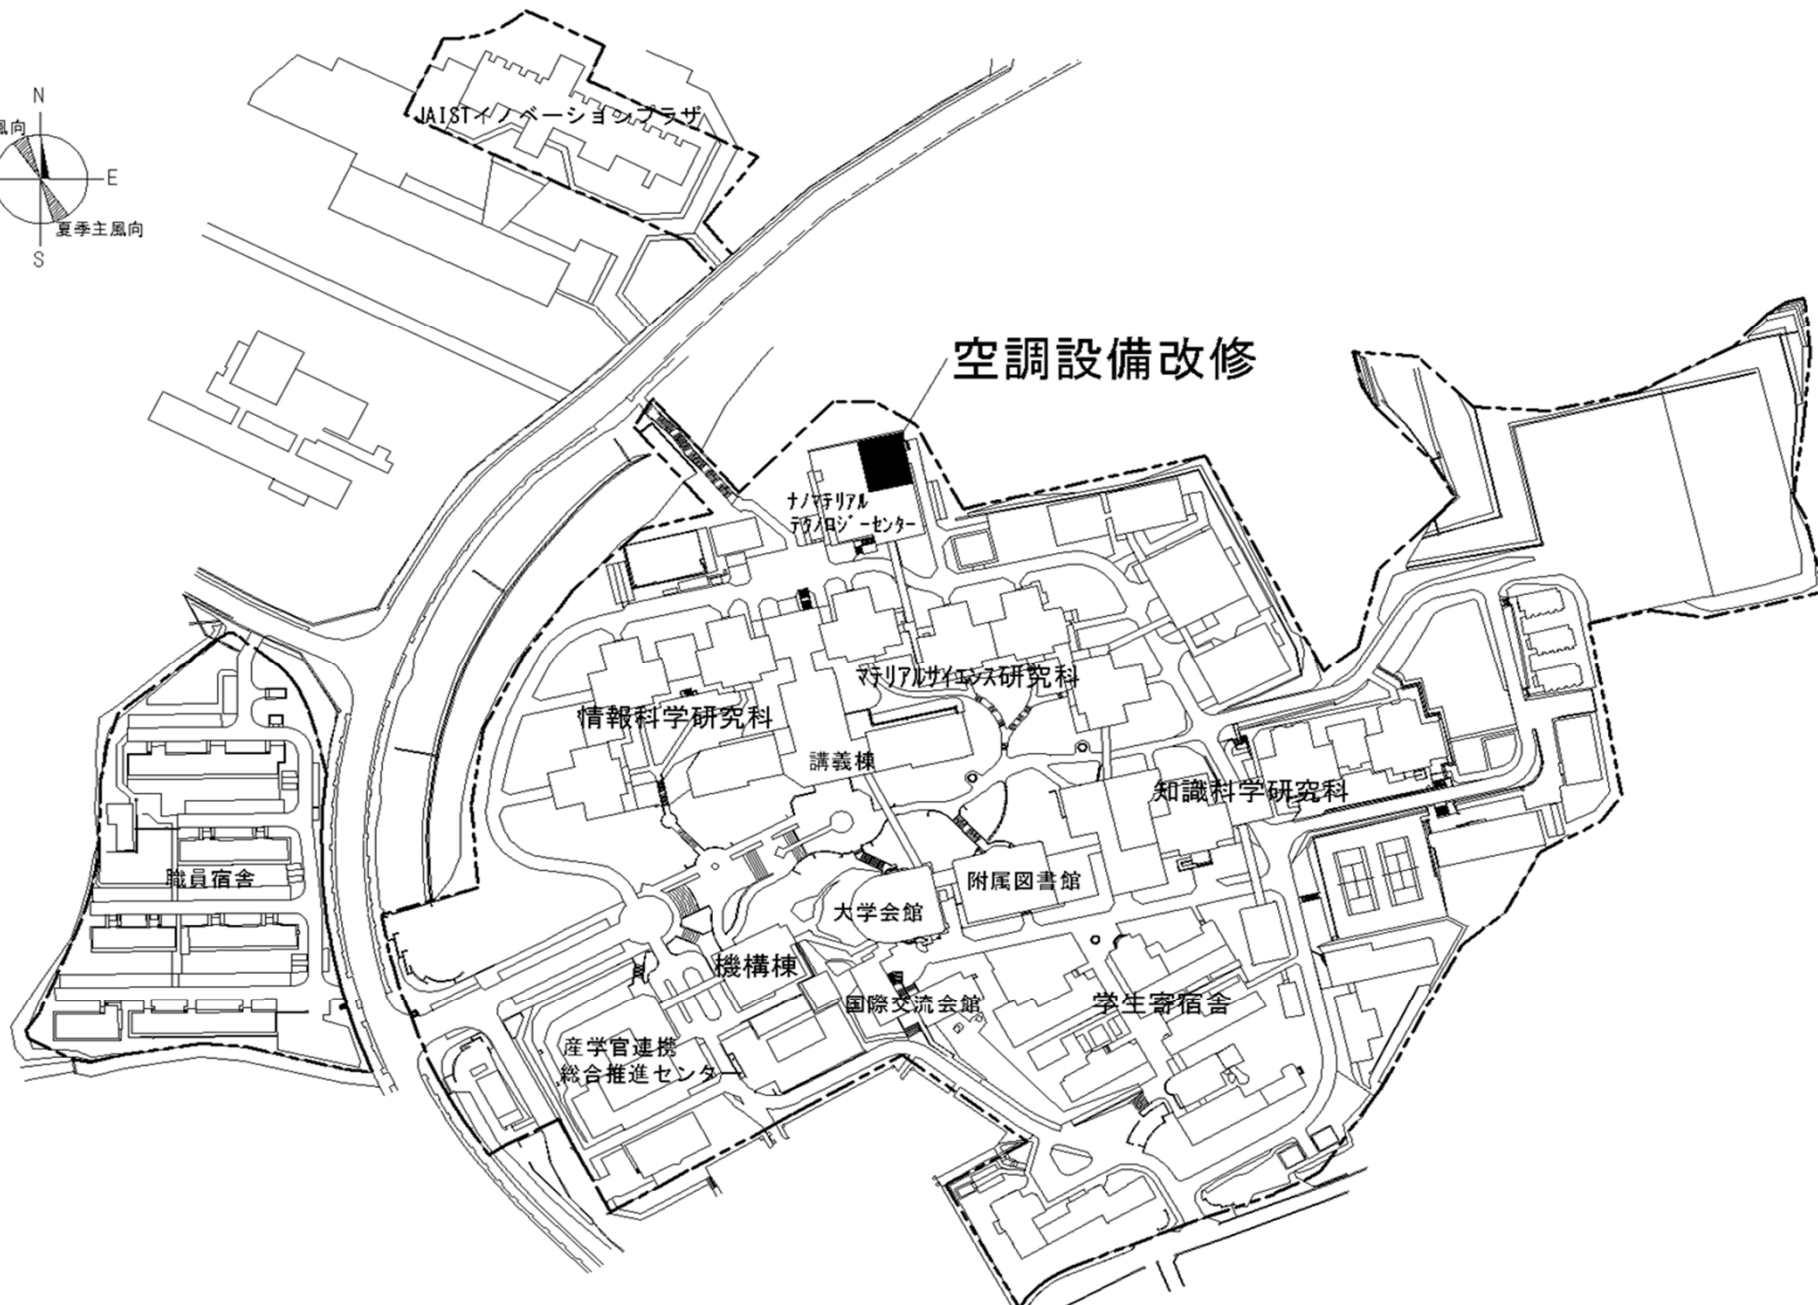 JAISTイノベーションプラザ
N
風向
E
夏季主風向
S
空調設備改修
ナノマテリアル
テクノロジーセンター
マテリアルサイエンス研究科
情報科学研究科
講義棟
知識科学研究科
職員宿舎
附属図書館
大学会館
機構棟
国際交流会館
学生寄宿舎
産学官連携
総合推進センター